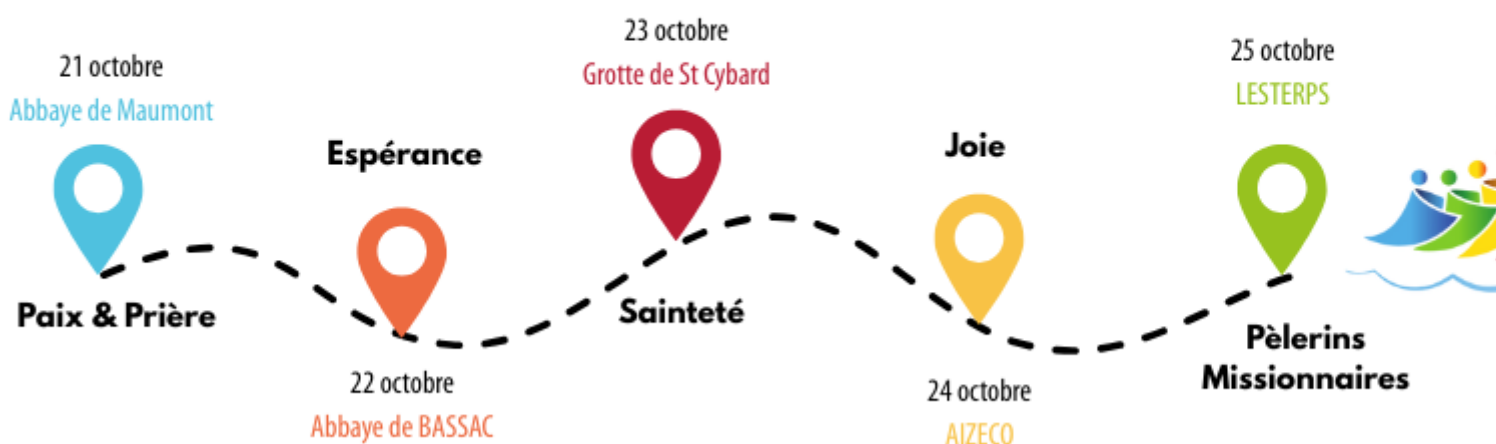 21 octobre
Abbaye de Maumont
Paix & Prière
Espérance
22 octobre
Abbaye de BASSAC
23 octobre
Grotte de St Cybard
Sainteté
Joie
24 octobre
AIZECQ
25 octobre
LESTERPS
Pèlerins
Missionnaires